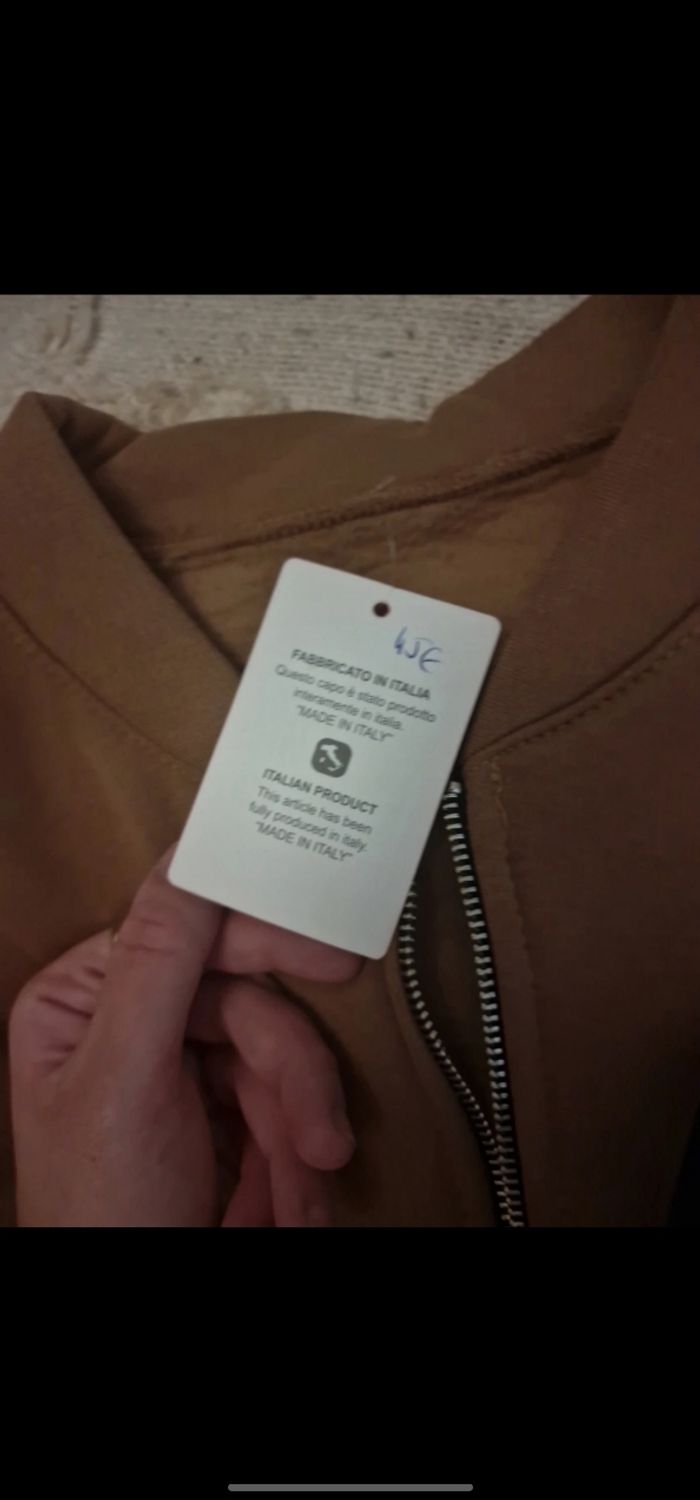 45€
FABBRICATO IN ITALIA
Questo capo è stato prodotto
interamente in italia.
"MADE IN ITALY"
ITALIAN PRODUCT
This article has been
fully produced in italy.
"MADE IN ITALY"